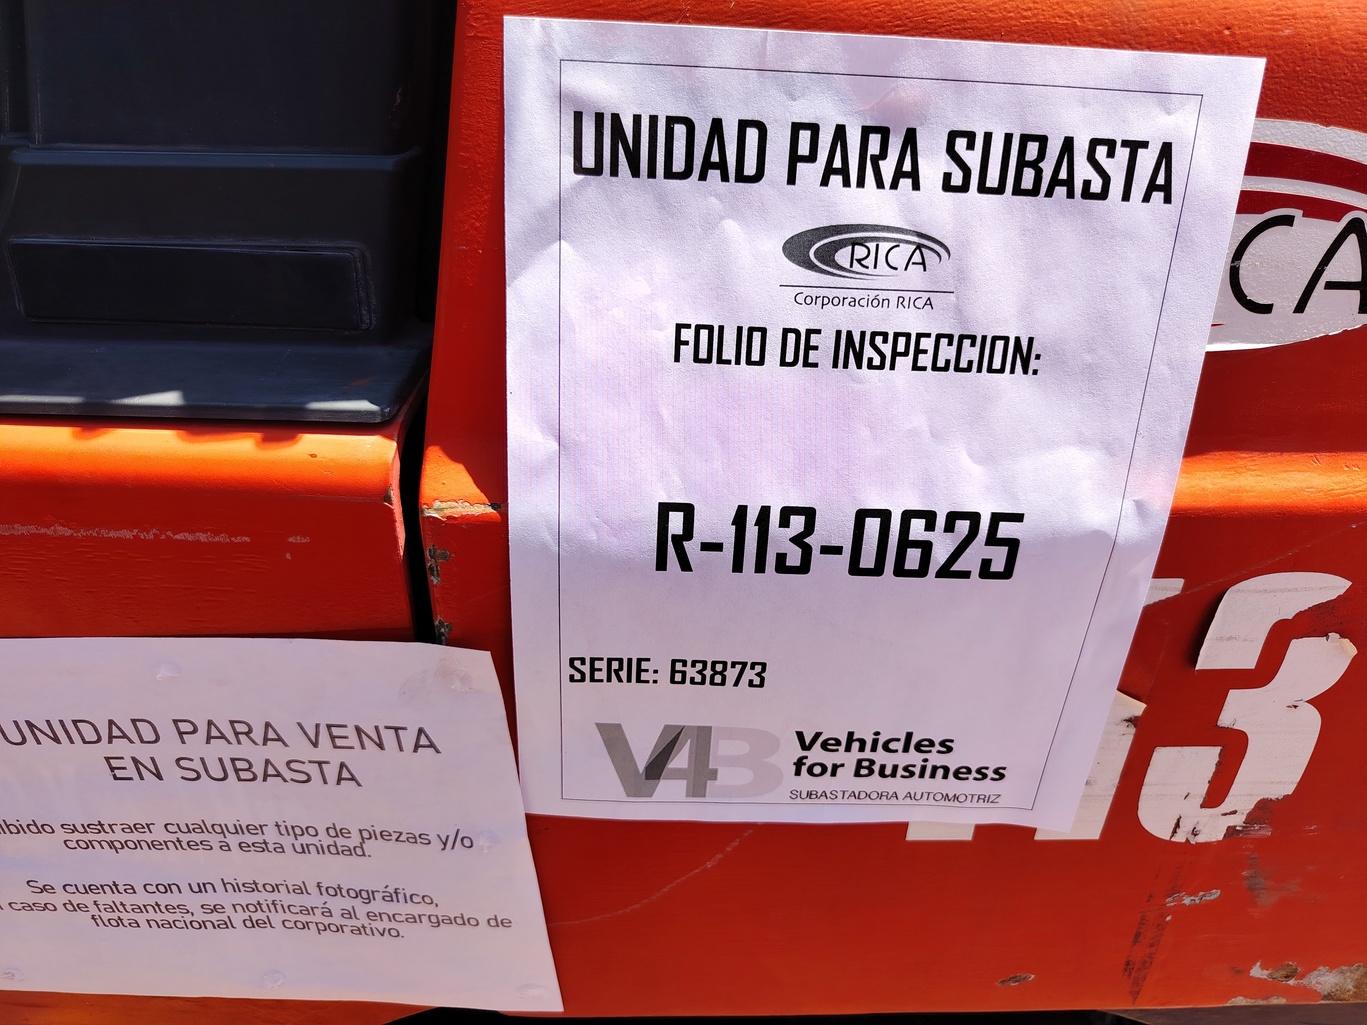 UNIDAD PARA SUBASTA
RICA
Corporación RICA
FOLIO DE INSPECCION:
R-113-0625
SERIE: 63873
V4B
Vehicles
for Business
SUBASTADORA AUTOMOTRIZ
UNIDAD PARA VENTA
EN SUBASTA
sustraer cualquier tipo de piezas y/o
componentes a esta unidad.
Se cuenta con un historial fotográfico,
caso de faltantes, se notificará al encargado de
flota nacional del corporativo.
CA
3